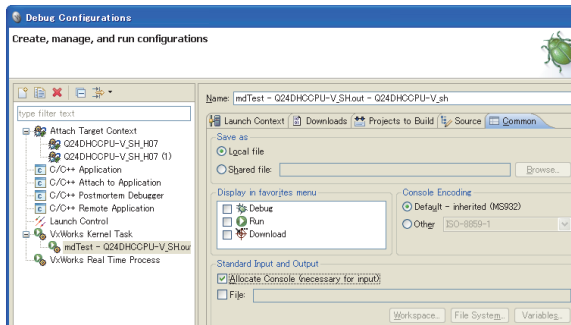 Debug Configurations
Create, manage, and run configurations
type filter text
Attach Target Context
Q24DHCCPU-V_SH_H07
Q24DHCCPU-V_SH_H07 (1)
C/C++ Application
C/C++ Attach to Application
C/C++ Postmortem Debugger
C/C++ Remote Application
Launch Control
VxWorks Kernel Task
mdTest - Q24DHCCPU-V_SH.ou
VxWorks Real Time Process
Name: mdTest - Q24DHCCPU-V_SH.out - Q24DHCCPU-V_sh
Launch Context Downloads Projects to Build Source Common
Save as
Local file
Shared file: Browse...
Display in favorites menu
Debug
Run
Download
Console Encoding
Default - inherited (MS932)
Other ISO-8859-1
Standard Input and Output
Allocate Console (necessary for input)
File:
Workspace... File System... Variables...